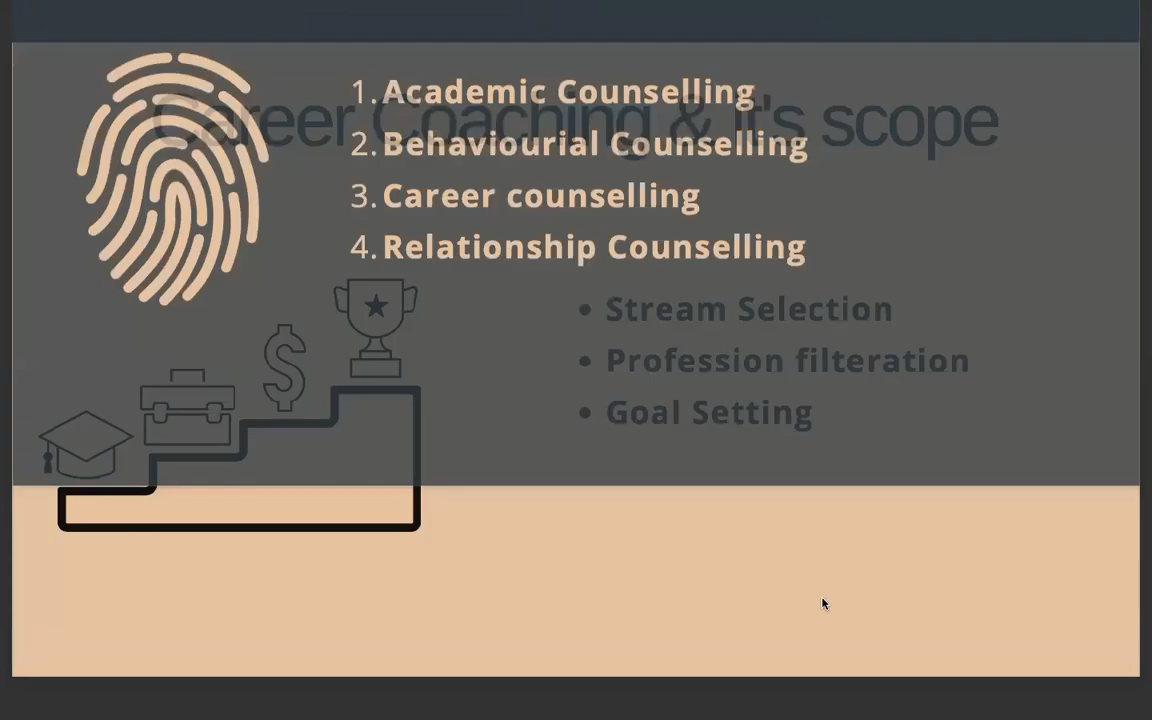 1. Academic Counselling
Career Coaching & it's scope
2. Behaviourial Counselling
3. Career counselling
4. Relationship Counselling
• Stream Selection
• Profession filteration
• Goal Setting